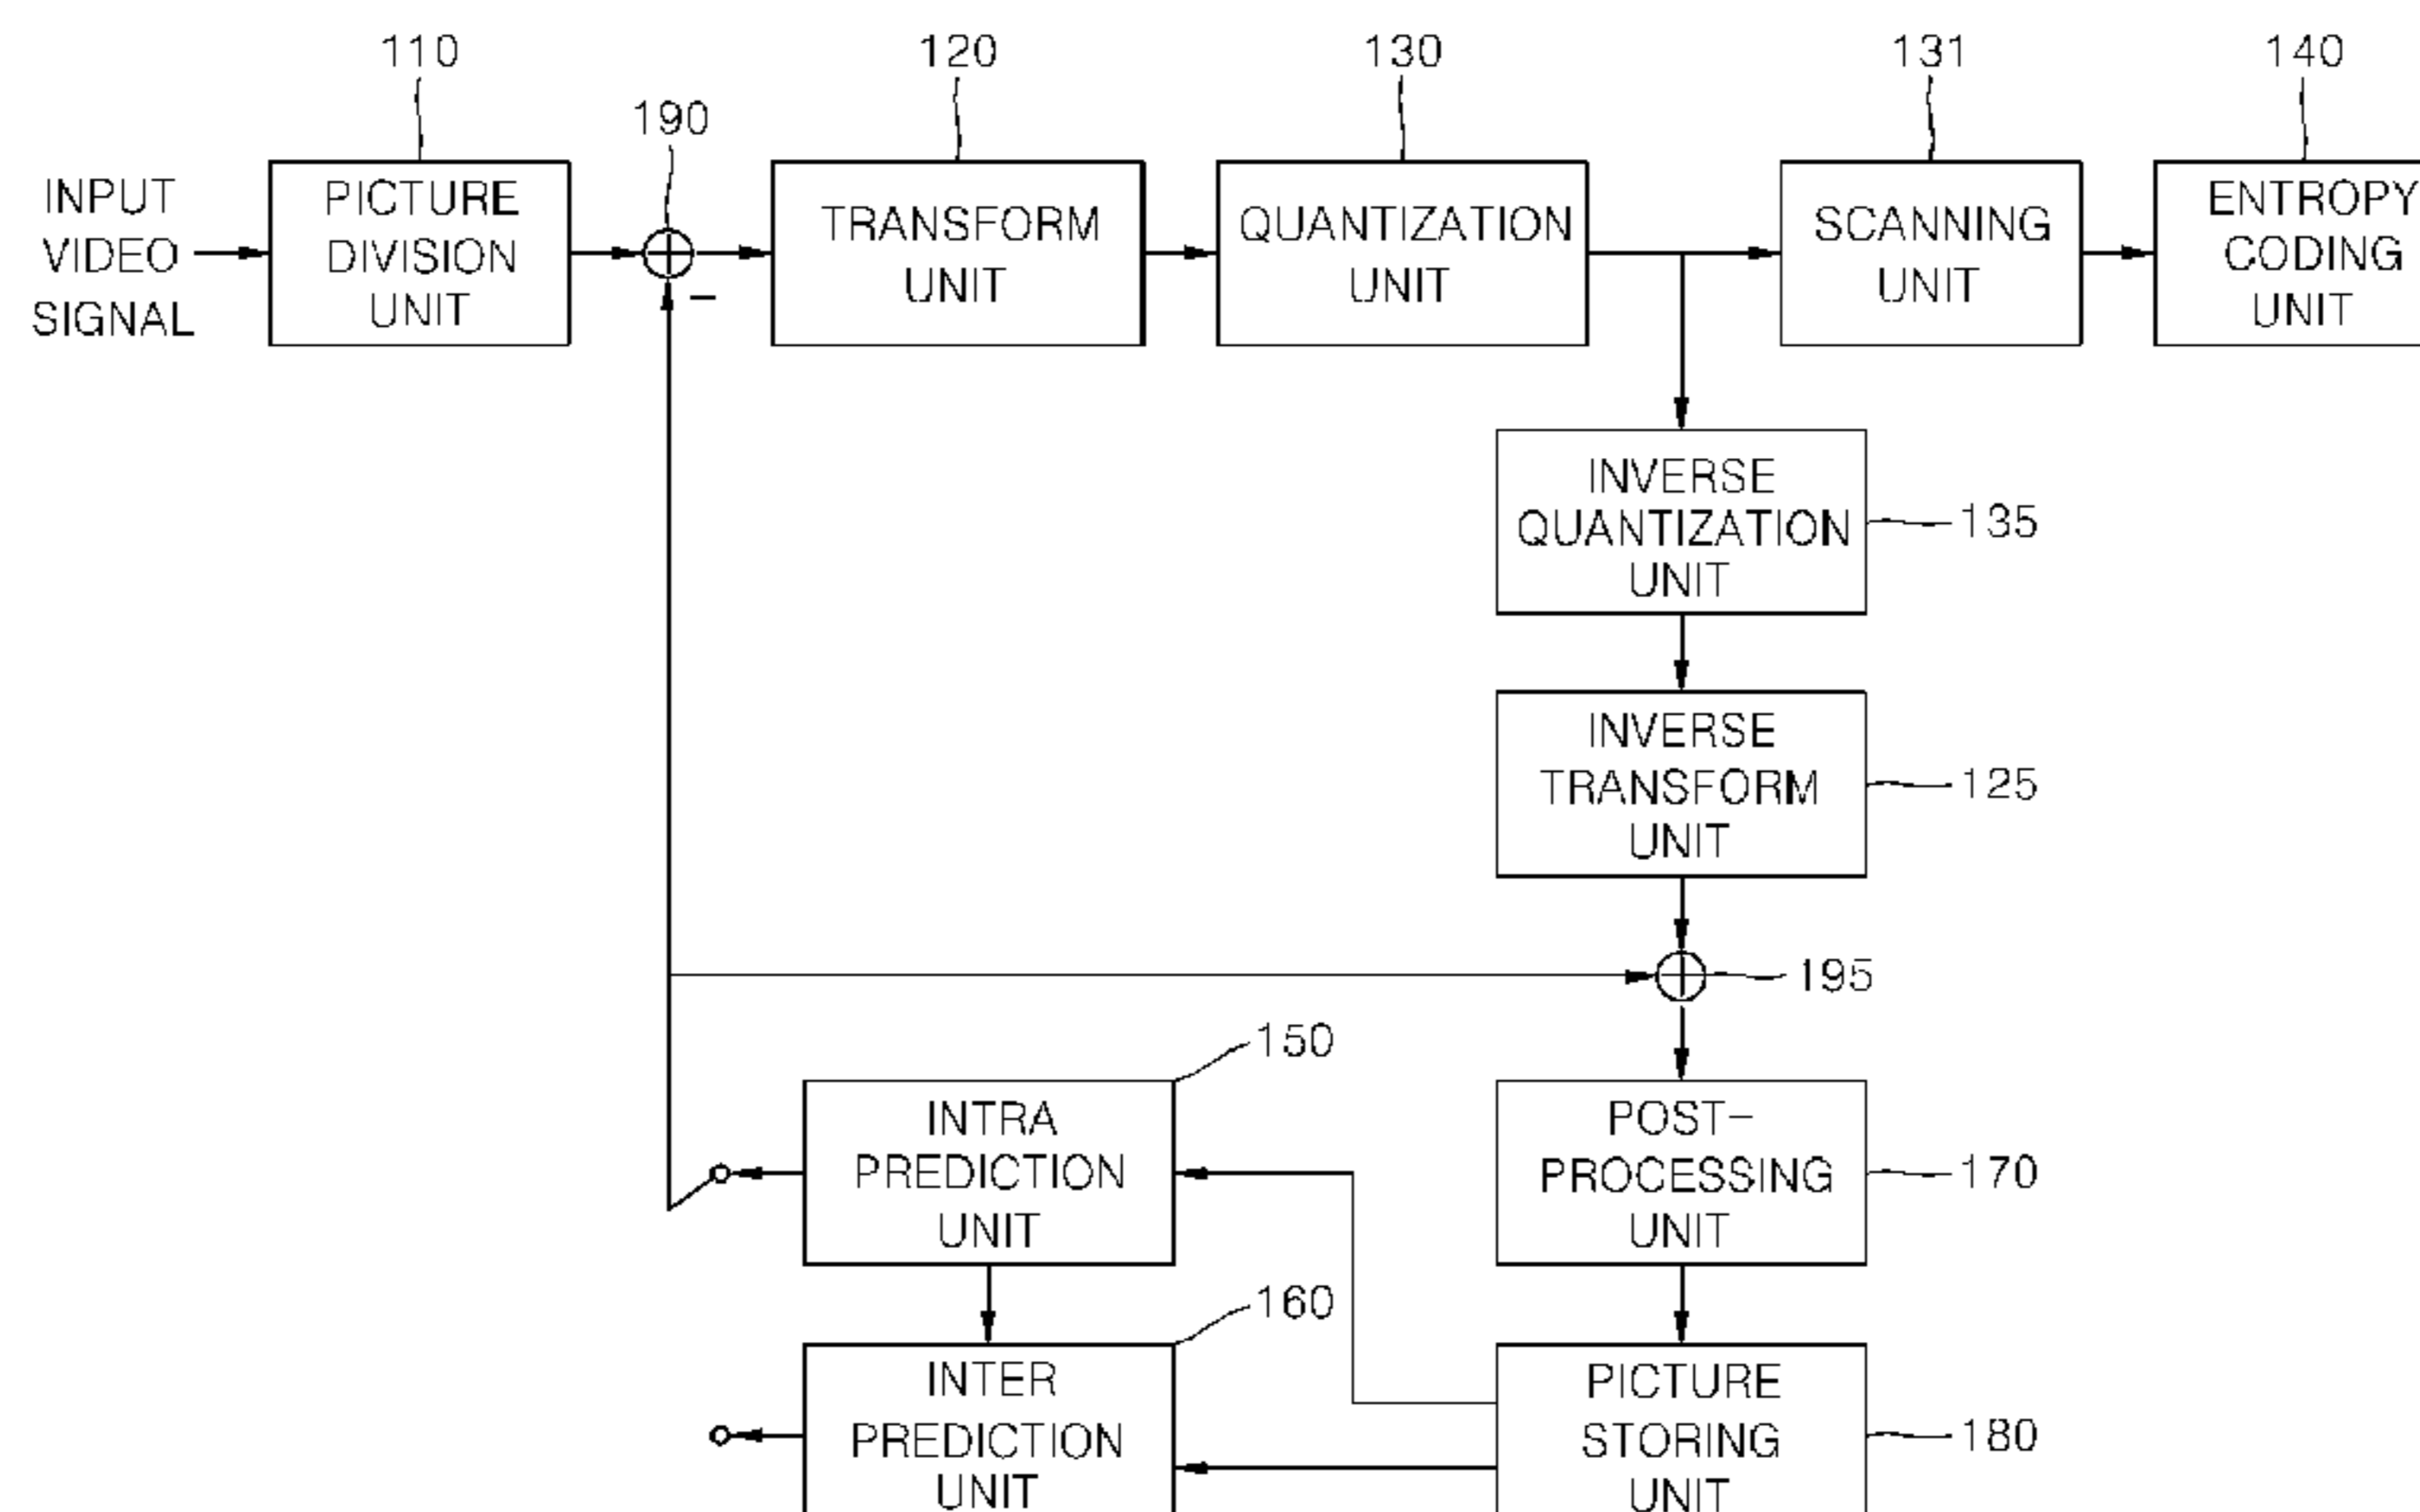 110
120
130
131
140
190
INPUT
VIDEO
SIGNAL
PICTURE
DIVISION
UNIT
–
TRANSFORM
UNIT
QUANTIZATION
UNIT
SCANNING
UNIT
ENTROPY
CODING
UNIT
INVERSE
QUANTIZATION
UNIT
135
INVERSE
TRANSFORM
UNIT
125
195
150
INTRA
PREDICTION
UNIT
POST-
PROCESSING
UNIT
170
160
INTER
PREDICTION
UNIT
PICTURE
STORING
UNIT
180